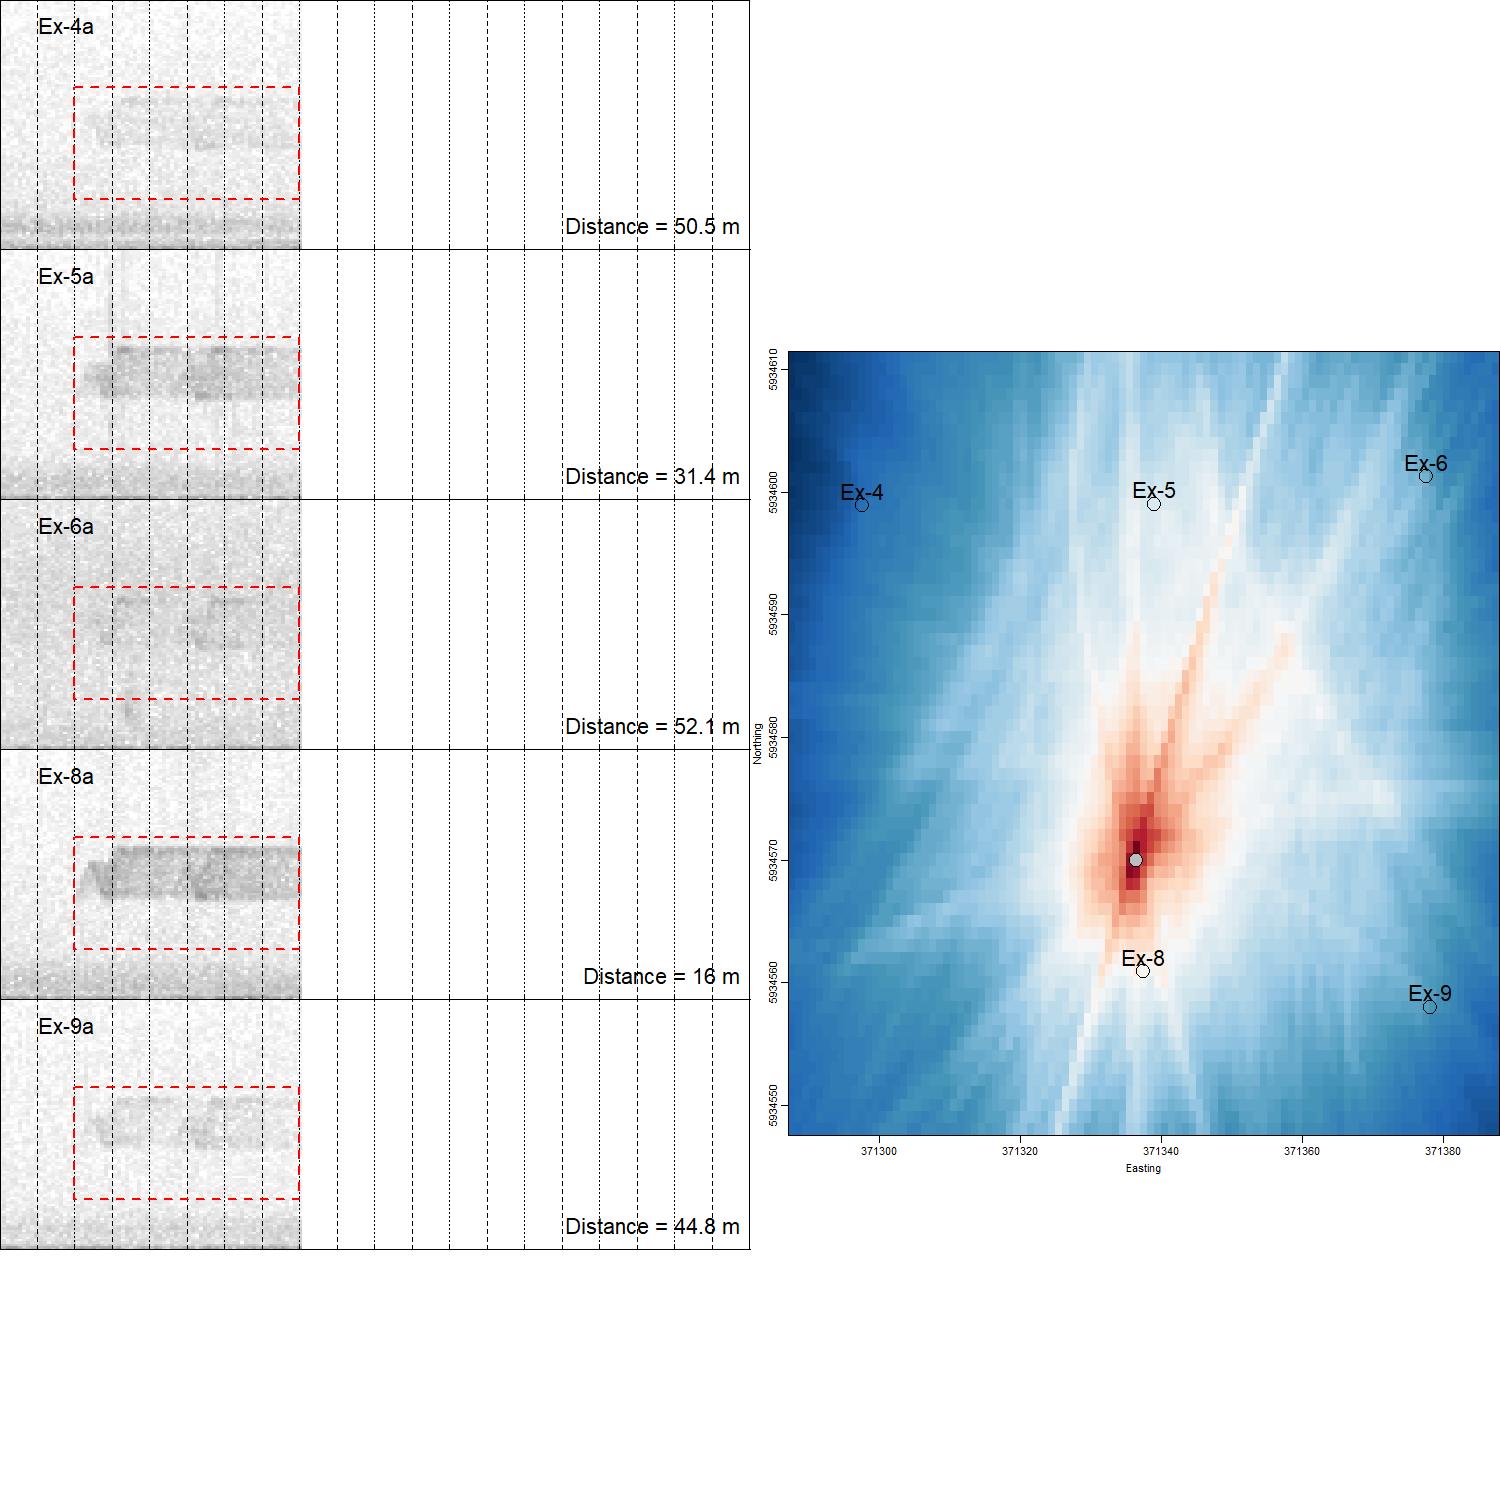 Ex-4a
Distance = 50.5 m
Ex-5a
Distance = 31.4 m
Ex-6a
Distance = 52.1 m
Ex-8a
Distance = 16 m
Ex-9a
Distance = 44.8 m
Northing
5934610
5934600
5934590
5934580
5934570
5934560
5934550
Ex-4
Ex-5
Ex-6
Ex-8
Ex-9
371300
371320
371340
371360
371380
Easting